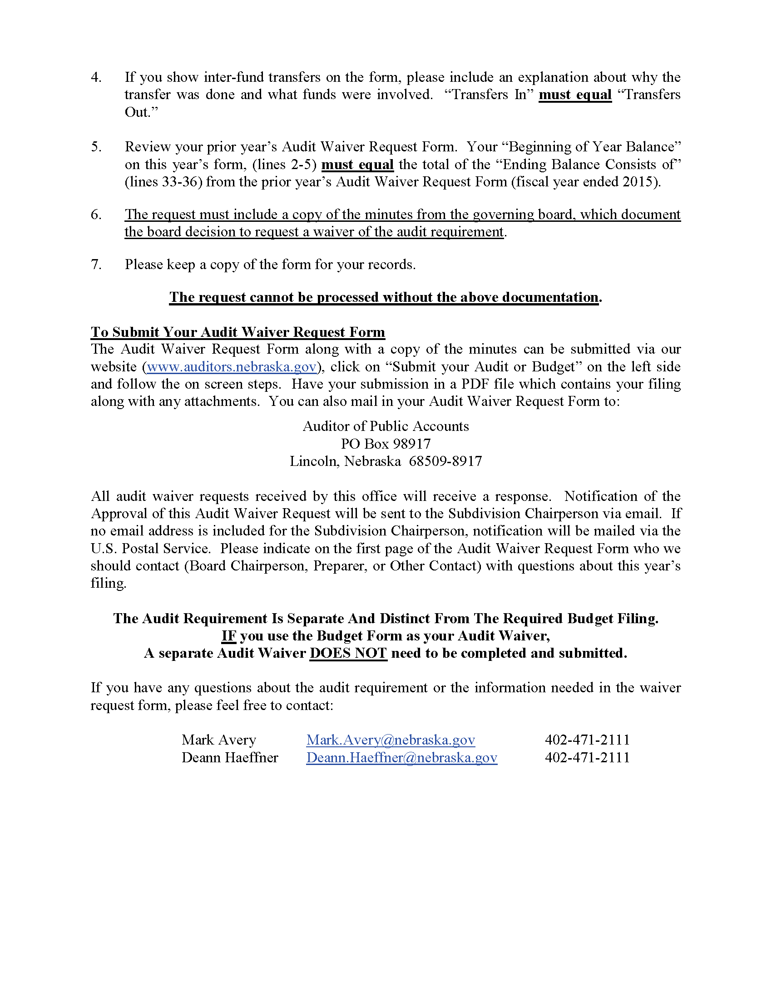 4. If you show inter-fund transfers on the form, please include an explanation about why the
transfer was done and what funds were involved. “Transfers In” must equal “Transfers
Out.”
5. Review your prior year’s Audit Waiver Request Form. Your “Beginning of Year Balance”
on this year’s form, (lines 2-5) must equal the total of the “Ending Balance Consists of”
(lines 33-36) from the prior year’s Audit Waiver Request Form (fiscal year ended 2015).
6. The request must include a copy of the minutes from the governing board, which document
the board decision to request a waiver of the audit requirement.
7. Please keep a copy of the form for your records.
The request cannot be processed without the above documentation.
To Submit Your Audit Waiver Request Form
The Audit Waiver Request Form along with a copy of the minutes can be submitted via our
website (www.auditors.nebraska.gov), click on “Submit your Audit or Budget” on the left side
and follow the on screen steps. Have your submission in a PDF file which contains your filing
along with any attachments. You can also mail in your Audit Waiver Request Form to:
Auditor of Public Accounts
PO Box 98917
Lincoln, Nebraska 68509-8917
All audit waiver requests received by this office will receive a response. Notification of the
Approval of this Audit Waiver Request will be sent to the Subdivision Chairperson via email. If
no email address is included for the Subdivision Chairperson, notification will be mailed via the
U.S. Postal Service. Please indicate on the first page of the Audit Waiver Request Form who we
should contact (Board Chairperson, Preparer, or Other Contact) with questions about this year’s
filing.
The Audit Requirement Is Separate And Distinct From The Required Budget Filing.
IF you use the Budget Form as your Audit Waiver,
A separate Audit Waiver DOES NOT need to be completed and submitted.
If you have any questions about the audit requirement or the information needed in the waiver
request form, please feel free to contact:
Mark Avery Mark.Avery@nebraska.gov 402-471-2111
Deann Haeffner Deann.Haeffner@nebraska.gov 402-471-2111